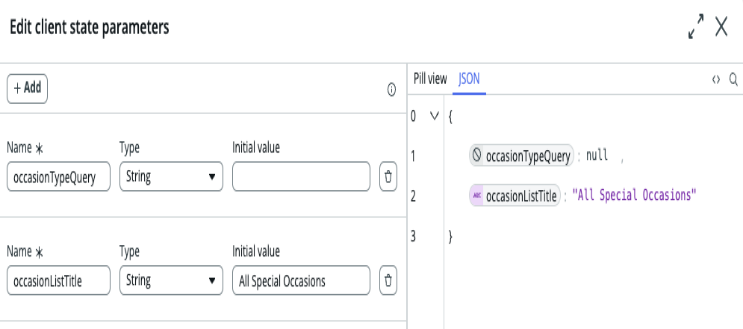 Edit client state parameters
+ Add
Name *
Type
Initial value
occasionTypeQuery
String
Name *
Type
Initial value
occasionListTitle
String
All Special Occasions
Pill view
JSON
0 {
1 occasionTypeQuery : null ,
2 ABC occasionListTitle : "All Special Occasions"
3 }